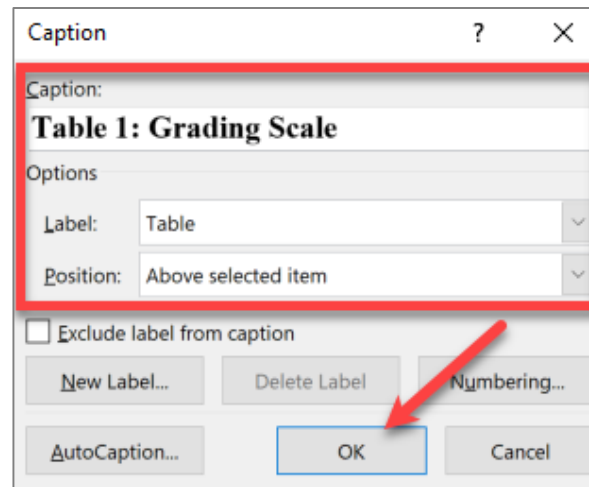 Caption ?
Caption:
Table 1: Grading Scale
Options
Label: Table
Position: Above selected item
Exclude label from caption
New Label... Delete Label Numbering...
AutoCaption... OK Cancel